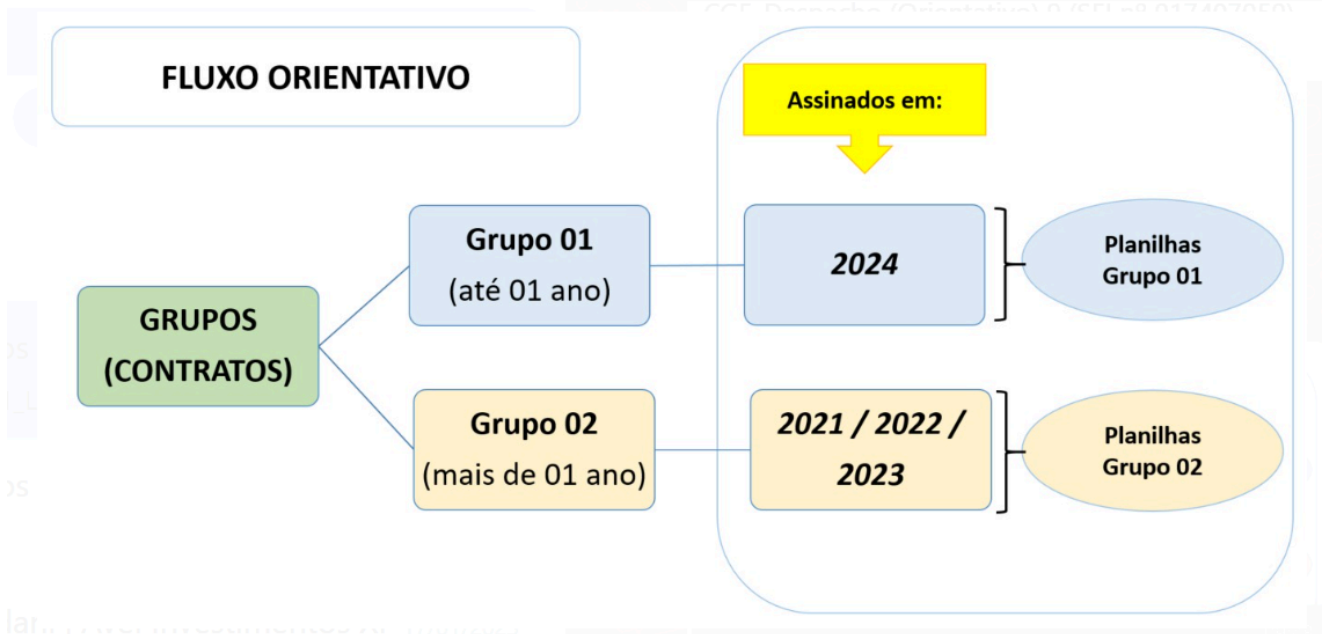 FLUXO ORIENTATIVO
Assinados em:
Grupo 01
(até 01 ano)
2024
Planilhas
Grupo 01
GRUPOS
(CONTRATOS)
Grupo 02
(mais de 01 ano)
2021 / 2022 /
2023
Planilhas
Grupo 02